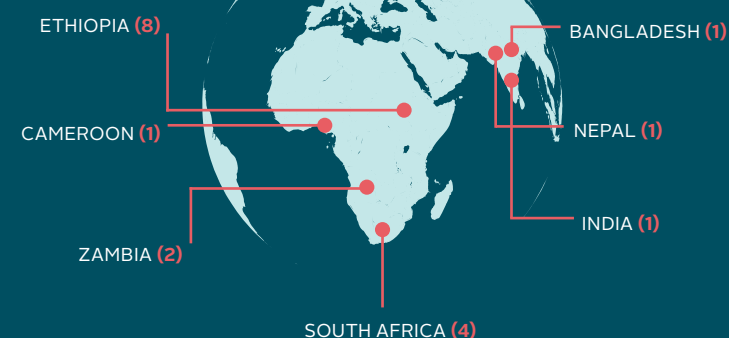 ETHIOPIA (8)
BANGLADESH (1)
CAMEROON (1)
NEPAL (1)
INDIA (1)
ZAMBIA (2)
SOUTH AFRICA (4)